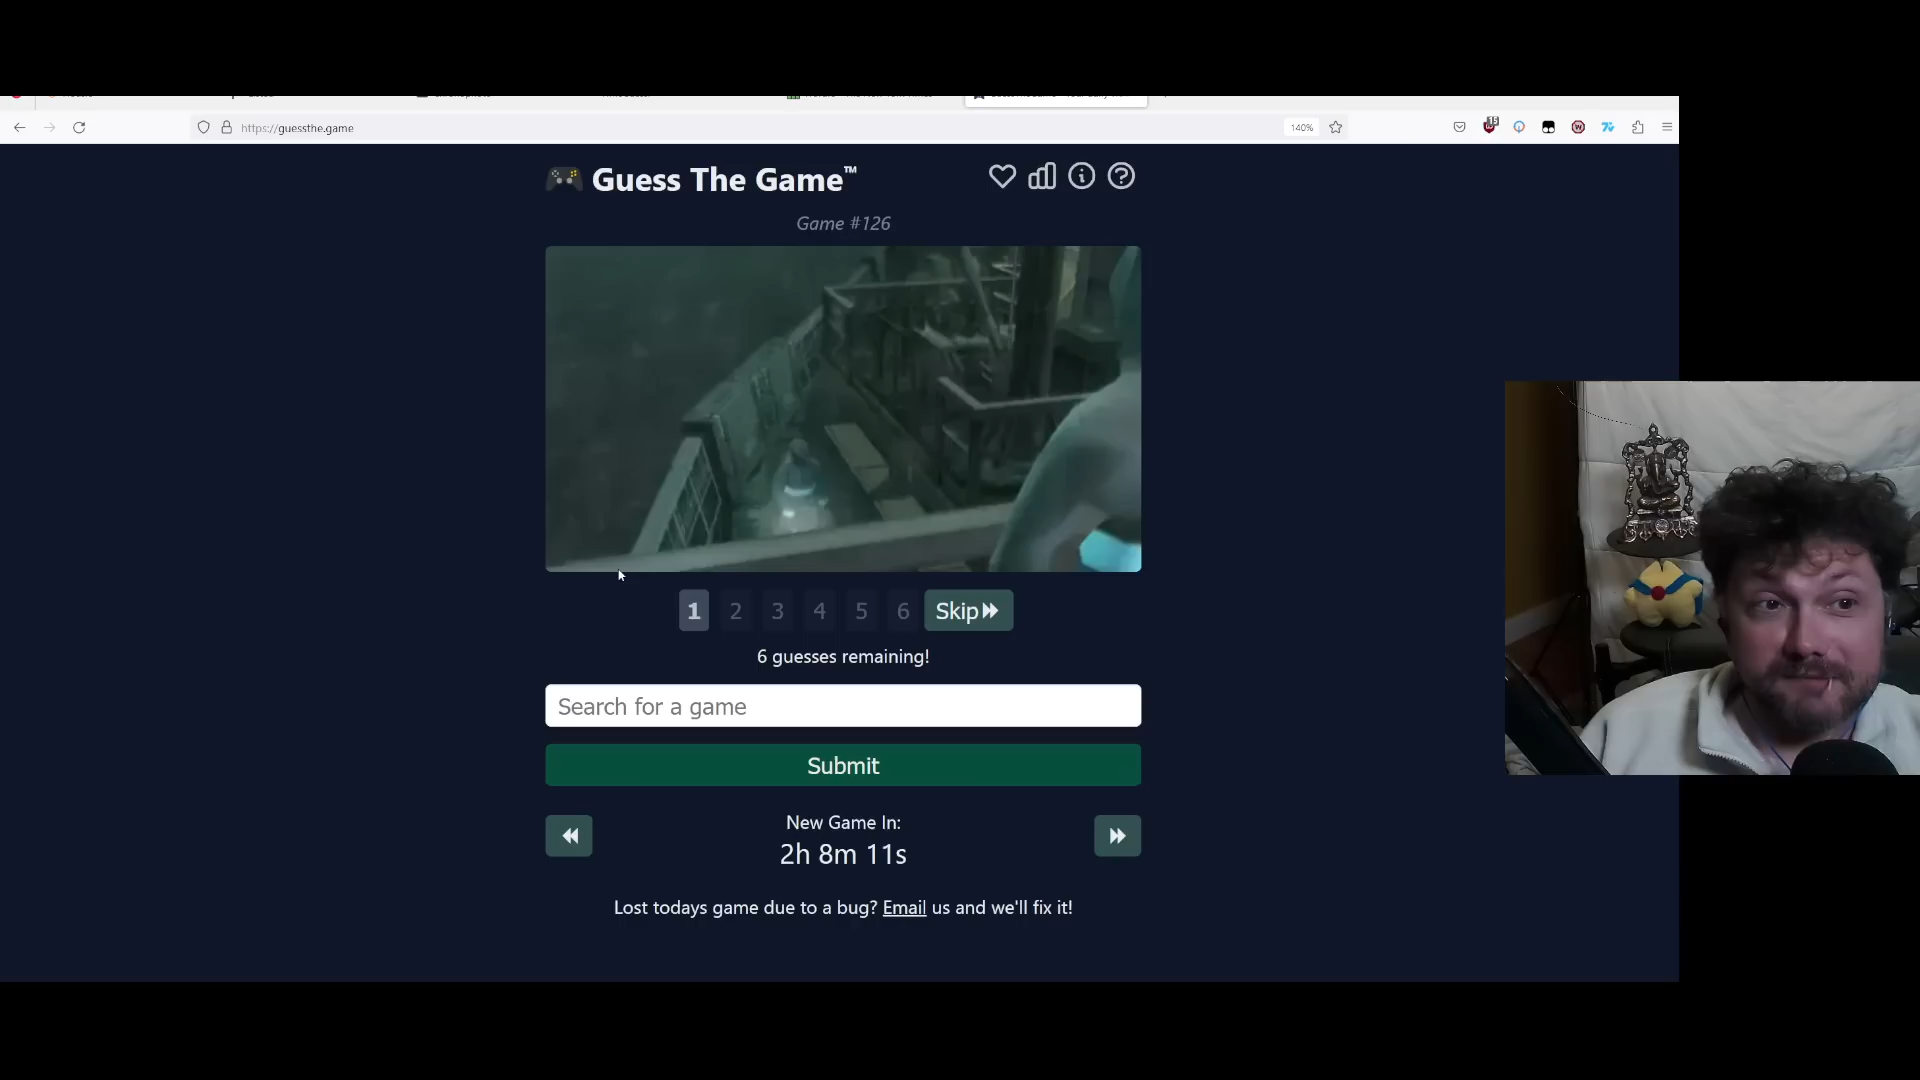 https://guessthe.game
140%
15
Guess The Game™
Game #126
1 2 3 4 5 6 Skip
6 guesses remaining!
Search for a game
Submit
New Game In:
2h 8m 11s
Lost todays game due to a bug? Email us and we'll fix it!